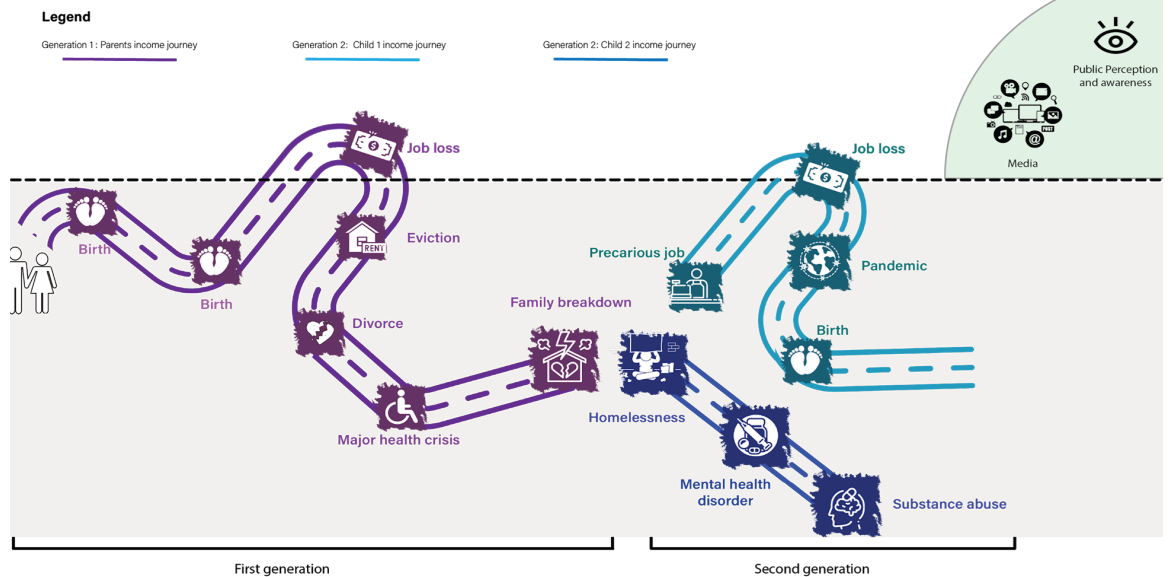 Legend
Generation 1: Parents income journey
Generation 2: Child 1 income journey
Generation 2: Child 2 income journey
Public Perception
and awareness
POST
@
Media
Job loss
Job loss
Birth
Eviction
RENT
Precarious job
Pandemic
Birth
Family breakdown
Divorce
Birth
Homelessness
Major health crisis
Mental health
disorder
Substance abuse
First generation
Second generation